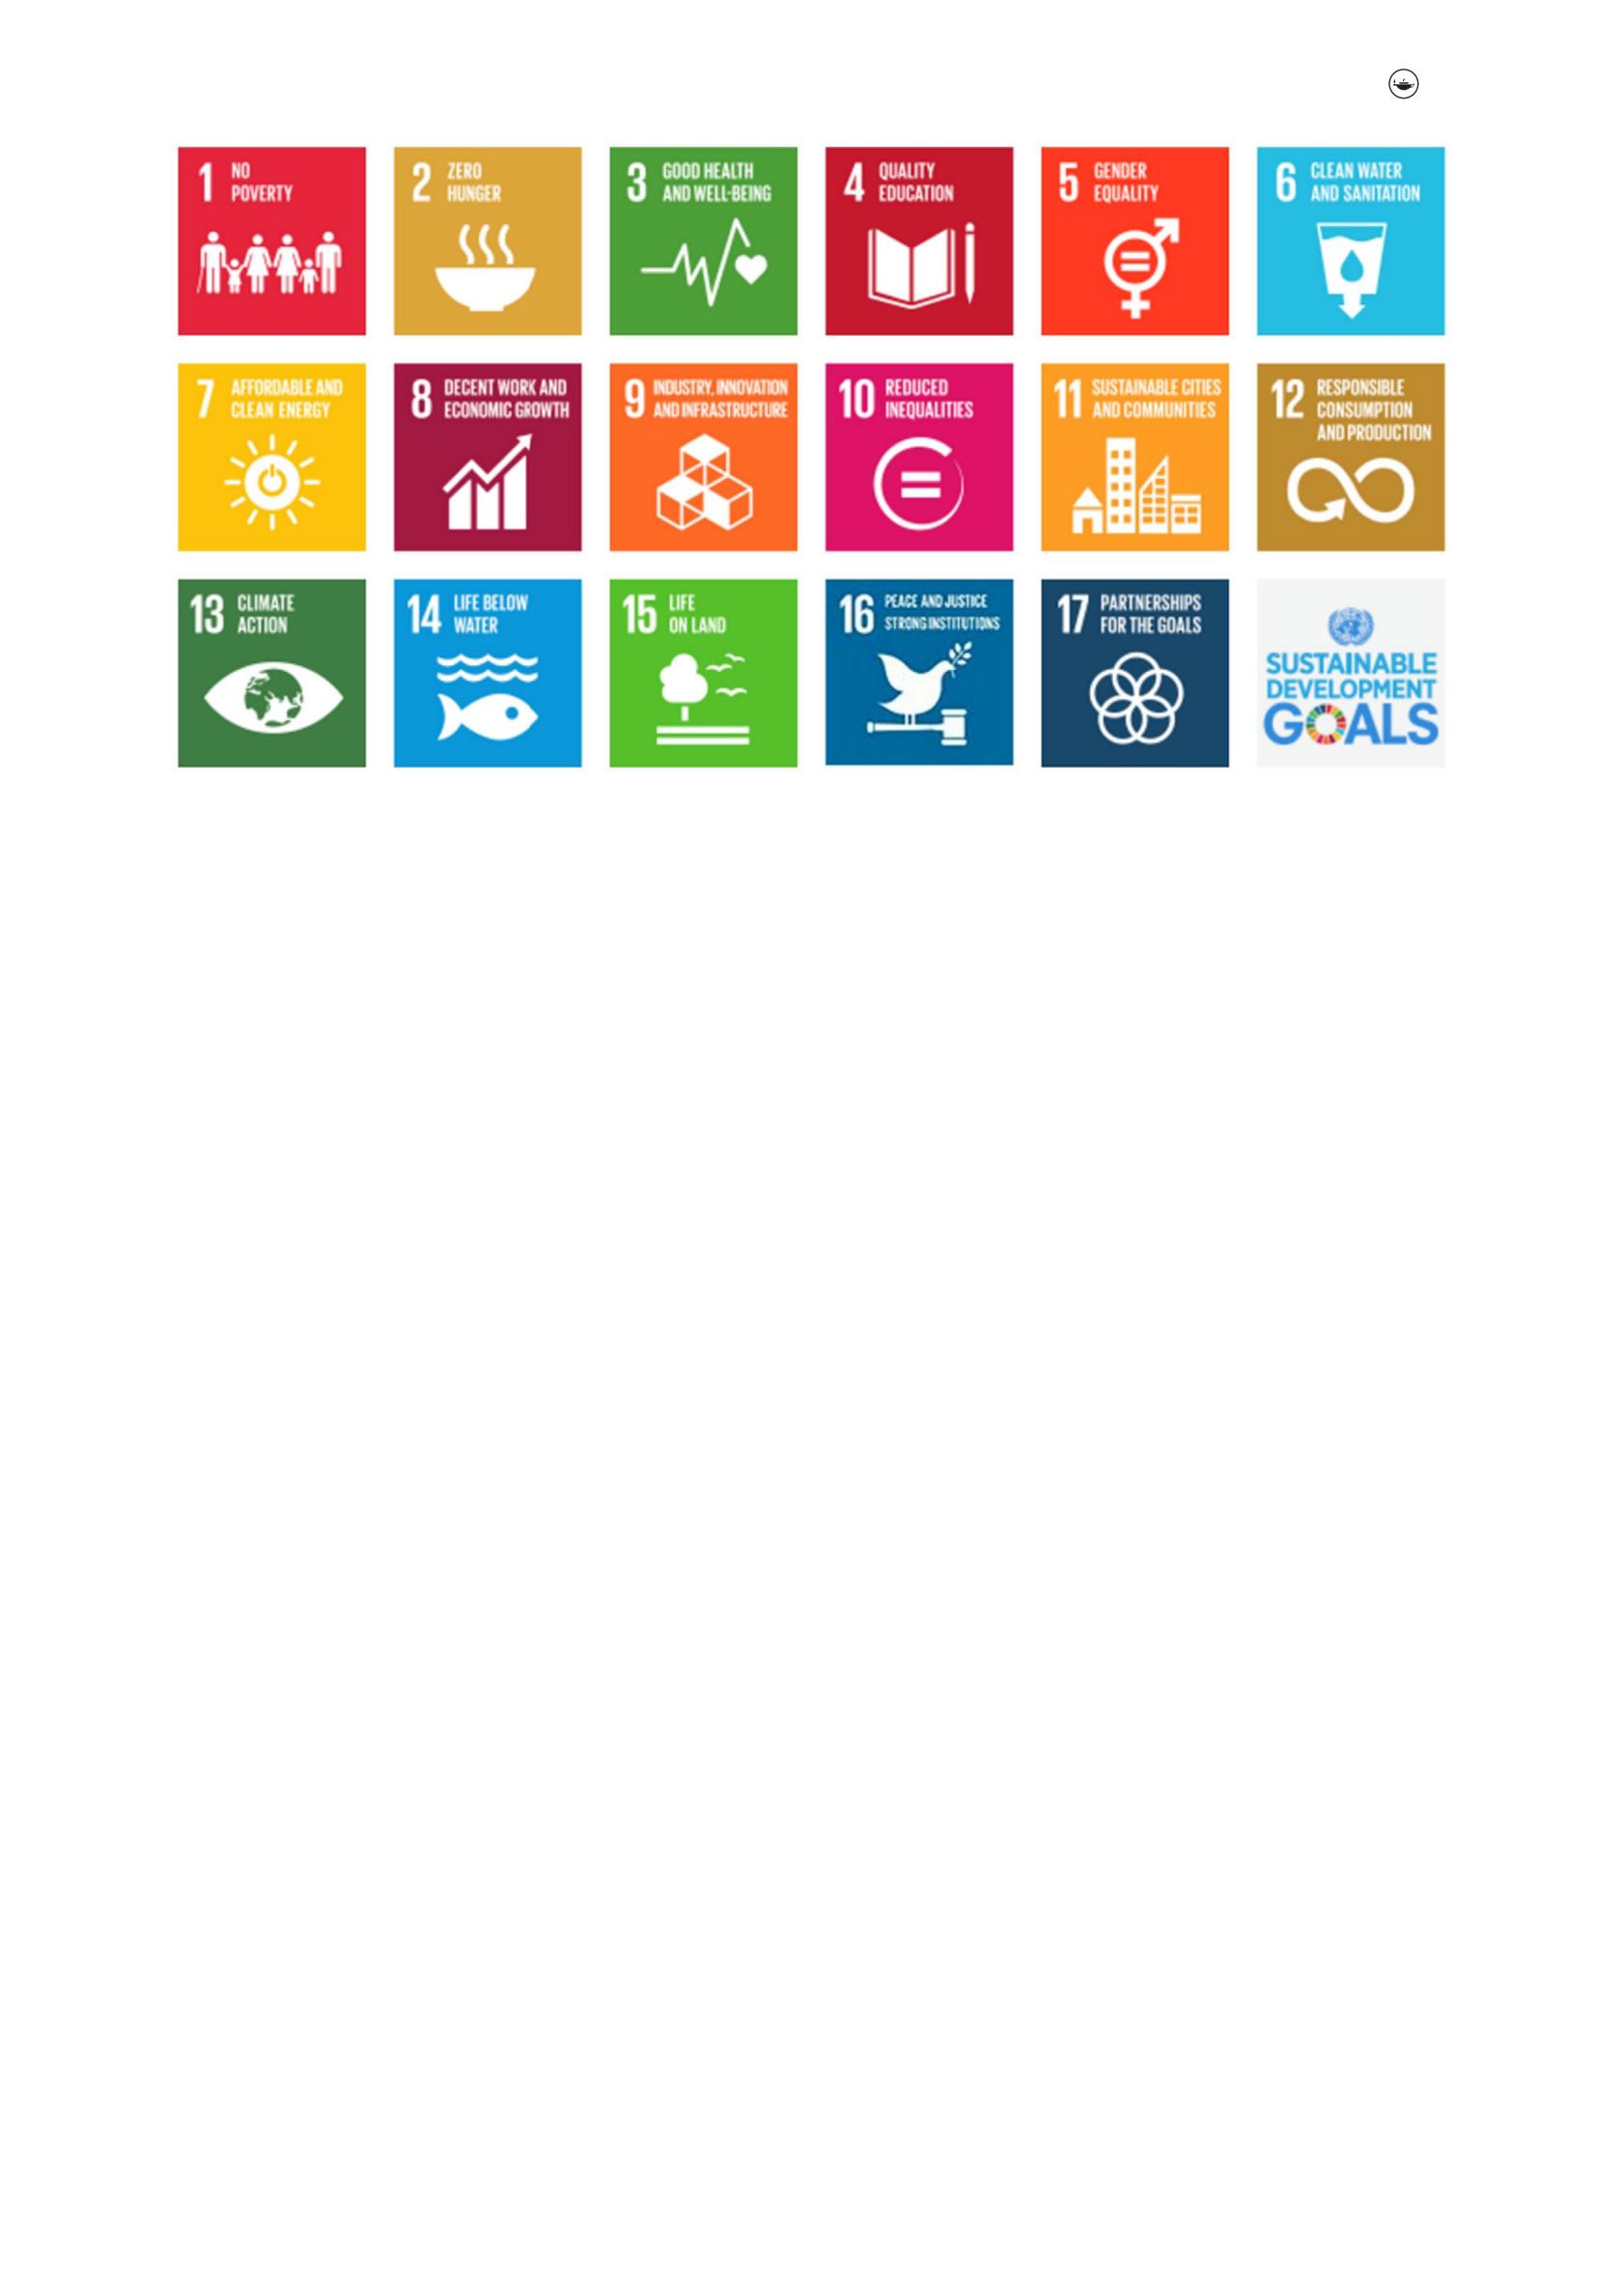 1 NO
POVERTY
2 ZERO
HUNGER
3 GOOD HEALTH
AND WELL-BEING
4 QUALITY
EDUCATION
5 GENDER
EQUALITY
6 CLEAN WATER
AND SANITATION
7 AFFORDABLE AND
CLEAN ENERGY
8 DECENT WORK AND
ECONOMIC GROWTH
9 INDUSTRY, INNOVATION
AND INFRASTRUCTURE
10 REDUCED
INEQUALITIES
11 SUSTAINABLE CITIES
AND COMMUNITIES
12 RESPONSIBLE
CONSUMPTION
AND PRODUCTION
13 CLIMATE
ACTION
14 LIFE BELOW
WATER
15 LIFE
ON LAND
16 PEACE AND JUSTICE
STRONG INSTITUTIONS
17 PARTNERSHIPS
FOR THE GOALS
SUSTAINABLE
DEVELOPMENT
GOALS